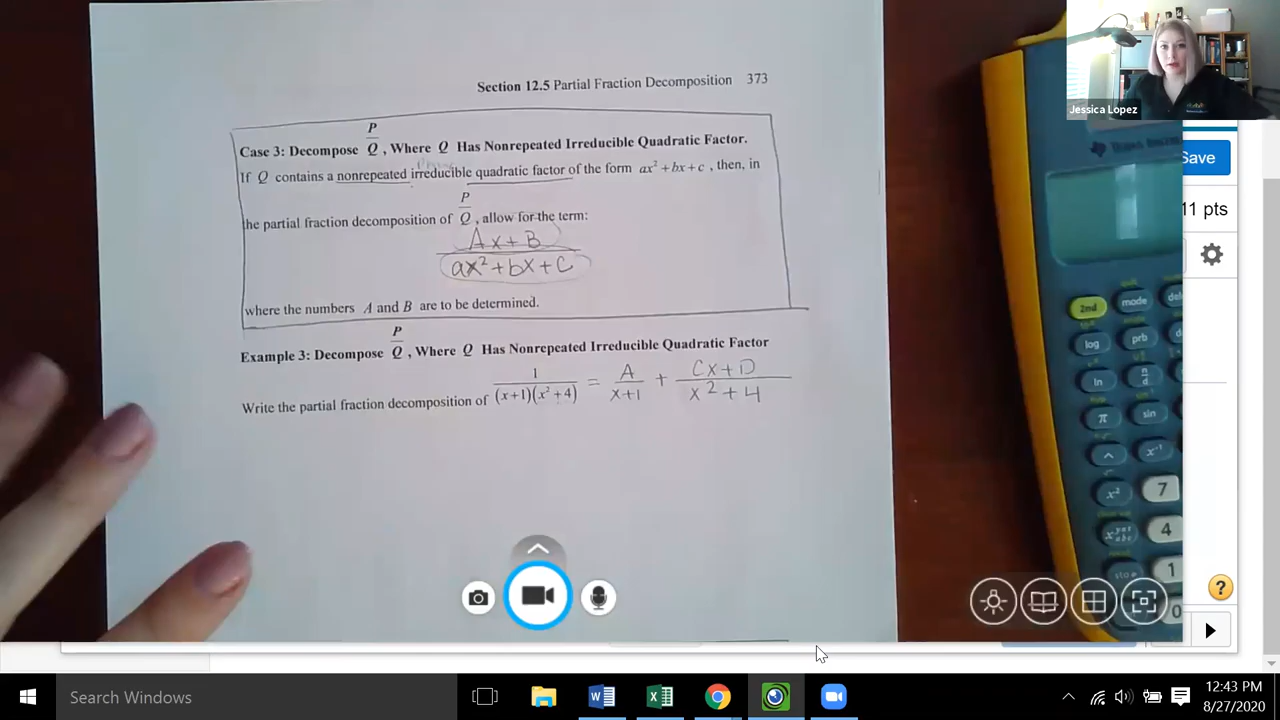 Section 12.5 Partial Fraction Decomposition 373
Case 3: Decompose P/Q, Where Q Has Nonrepeated Irreducible Quadratic Factor.
If Q contains a nonrepeated irreducible quadratic factor of the form ax² + bx + c, then, in
the partial fraction decomposition of P/Q, allow for the term:
Ax+B
ax²+bx+c
where the numbers A and B are to be determined.
Example 3: Decompose P/Q, Where Q Has Nonrepeated Irreducible Quadratic Factor
Write the partial fraction decomposition of 1/((x+1)(x²+4)) = A/(x+1) + (Cx+D)/(x²+4)
Jessica Lopez
Save
11 pts
2nd
mode
log
prb
ln
n/d
π
sin
^
x⁻¹
x²
7
4
1
0
?
Search Windows
12:43 PM
8/27/2020